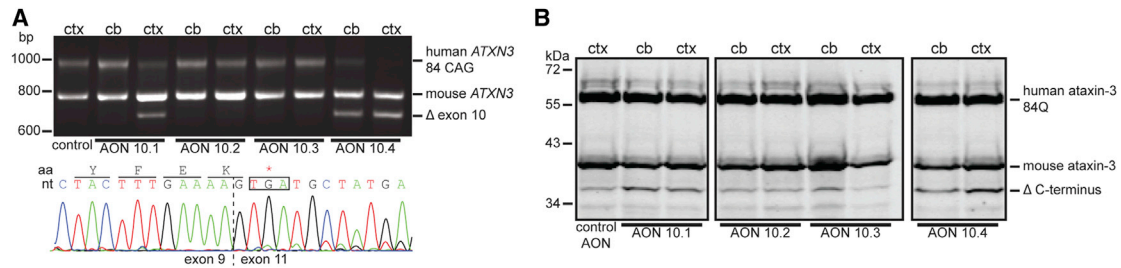 A
ctx cb ctx cb ctx cb ctx cb ctx
bp
1000
800
600
human ATXN3
84 CAG
mouse ATXN3
Δ exon 10
control AON 10.1 AON 10.2 AON 10.3 AON 10.4
aa Y F E K *
nt C T A C T T T G A A A A G T G A T G C T A T G A
exon 9 exon 11
B
ctx cb ctx cb ctx cb ctx cb ctx
kDa
72
55
43
34
human ataxin-3
84Q
mouse ataxin-3
Δ C-terminus
control
AON
AON 10.1 AON 10.2 AON 10.3 AON 10.4